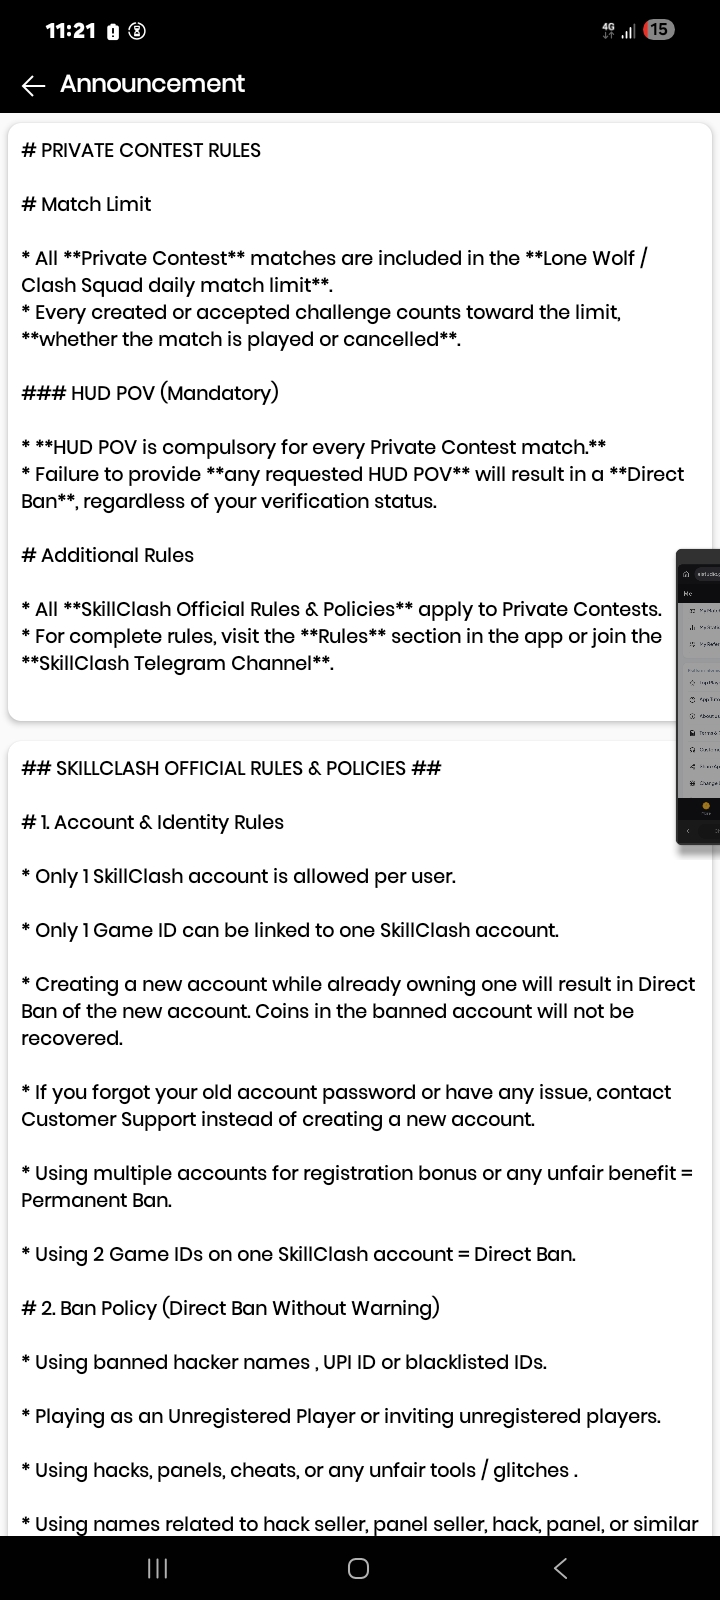 11:21
4G
15
Announcement
# PRIVATE CONTEST RULES
# Match Limit
* All **Private Contest** matches are included in the **Lone Wolf /
Clash Squad daily match limit**.
* Every created or accepted challenge counts toward the limit,
**whether the match is played or cancelled**.
### HUD POV (Mandatory)
* **HUD POV is compulsory for every Private Contest match.**
* Failure to provide **any requested HUD POV** will result in a **Direct
Ban**, regardless of your verification status.
# Additional Rules
* All **SkillClash Official Rules & Policies** apply to Private Contests.
* For complete rules, visit the **Rules** section in the app or join the
**SkillClash Telegram Channel**.
Me
## SKILLCLASH OFFICIAL RULES & POLICIES ##
# 1. Account & Identity Rules
* Only 1 SkillClash account is allowed per user.
* Only 1 Game ID can be linked to one SkillClash account.
* Creating a new account while already owning one will result in Direct
Ban of the new account. Coins in the banned account will not be
recovered.
* If you forgot your old account password or have any issue, contact
Customer Support instead of creating a new account.
* Using multiple accounts for registration bonus or any unfair benefit =
Permanent Ban.
* Using 2 Game IDs on one SkillClash account = Direct Ban.
# 2. Ban Policy (Direct Ban Without Warning)
* Using banned hacker names , UPI ID or blacklisted IDs.
* Playing as an Unregistered Player or inviting unregistered players.
* Using hacks, panels, cheats, or any unfair tools / glitches .
* Using names related to hack seller, panel seller, hack, panel, or similar